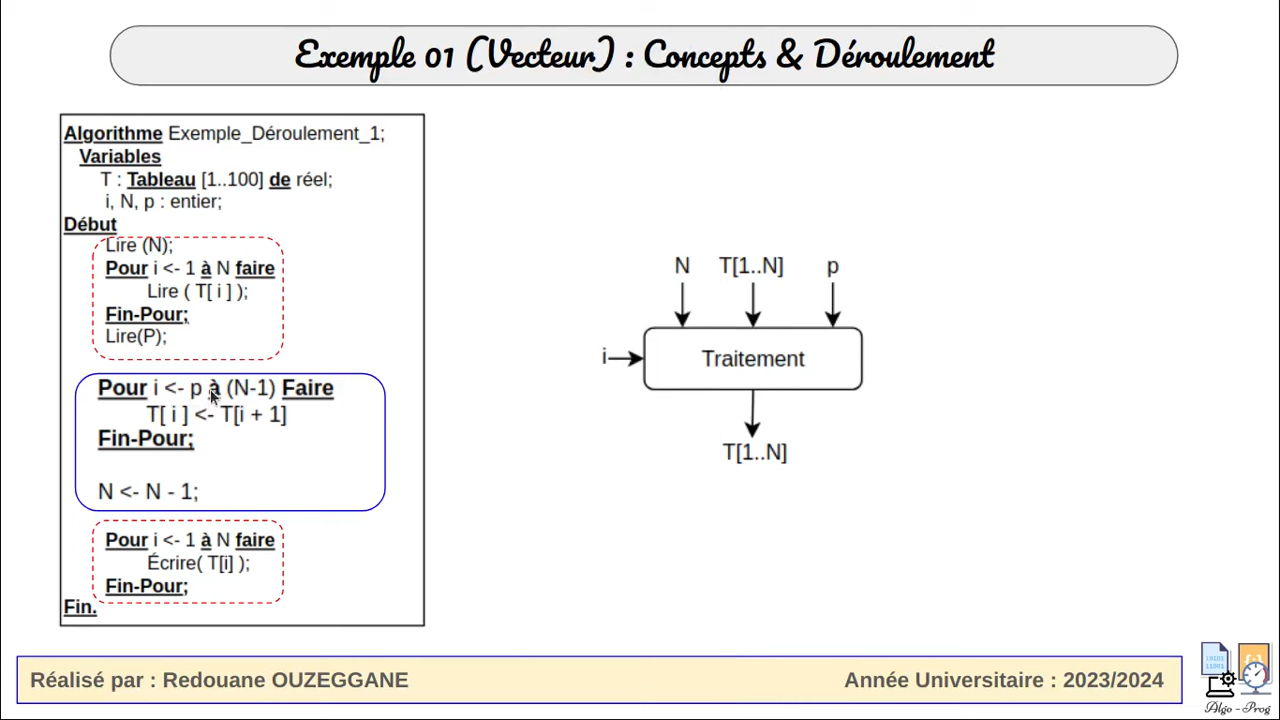 Exemple 01 (Vecteur) : Concepts & Déroulement
Algorithme Exemple_Déroulement_1;
Variables
T : Tableau [1..100] de réel;
i, N, p : entier;
Début
Lire (N);
Pour i <- 1 à N faire
Lire ( T[ i ] );
Fin-Pour;
Lire(P);
Pour i <- p à (N-1) Faire
T[ i ] <- T[i + 1]
Fin-Pour;
N <- N - 1;
Pour i <- 1 à N faire
Écrire( T[i] );
Fin-Pour;
Fin.
N T[1..N] p
i Traitement
T[1..N]
Réalisé par : Redouane OUZEGGANE
Année Universitaire : 2023/2024
Algo - Prog